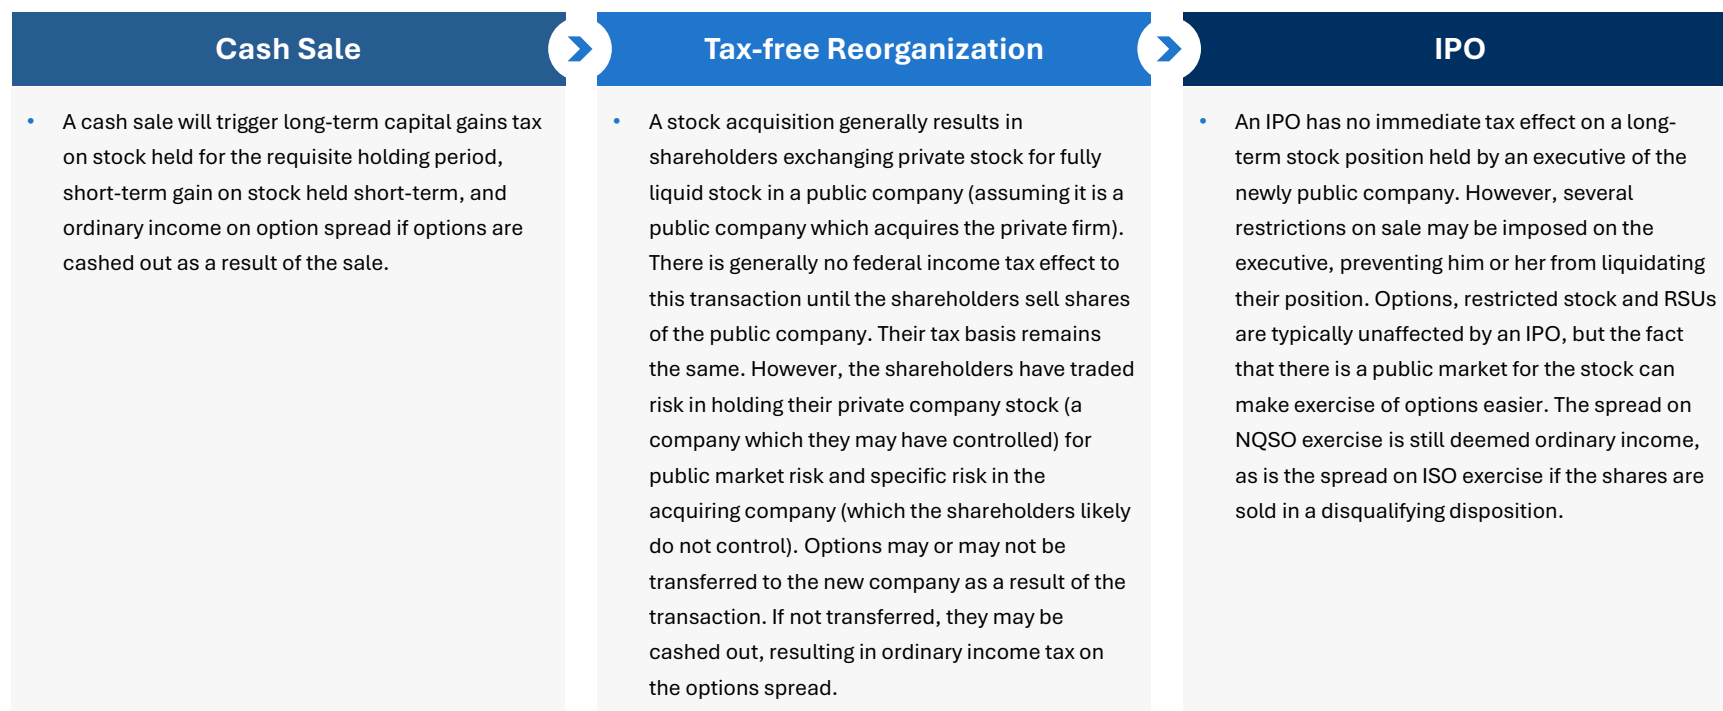 Cash Sale
• A cash sale will trigger long-term capital gains tax
on stock held for the requisite holding period,
short-term gain on stock held short-term, and
ordinary income on option spread if options are
cashed out as a result of the sale.
Tax-free Reorganization
• A stock acquisition generally results in
shareholders exchanging private stock for fully
liquid stock in a public company (assuming it is a
public company which acquires the private firm).
There is generally no federal income tax effect to
this transaction until the shareholders sell shares
of the public company. Their tax basis remains
the same. However, the shareholders have traded
risk in holding their private company stock (a
company which they may have controlled) for
public market risk and specific risk in the
acquiring company (which the shareholders likely
do not control). Options may or may not be
transferred to the new company as a result of the
transaction. If not transferred, they may be
cashed out, resulting in ordinary income tax on
the options spread.
IPO
• An IPO has no immediate tax effect on a long-
term stock position held by an executive of the
newly public company. However, several
restrictions on sale may be imposed on the
executive, preventing him or her from liquidating
their position. Options, restricted stock and RSUs
are typically unaffected by an IPO, but the fact
that there is a public market for the stock can
make exercise of options easier. The spread on
NQSO exercise is still deemed ordinary income,
as is the spread on ISO exercise if the shares are
sold in a disqualifying disposition.